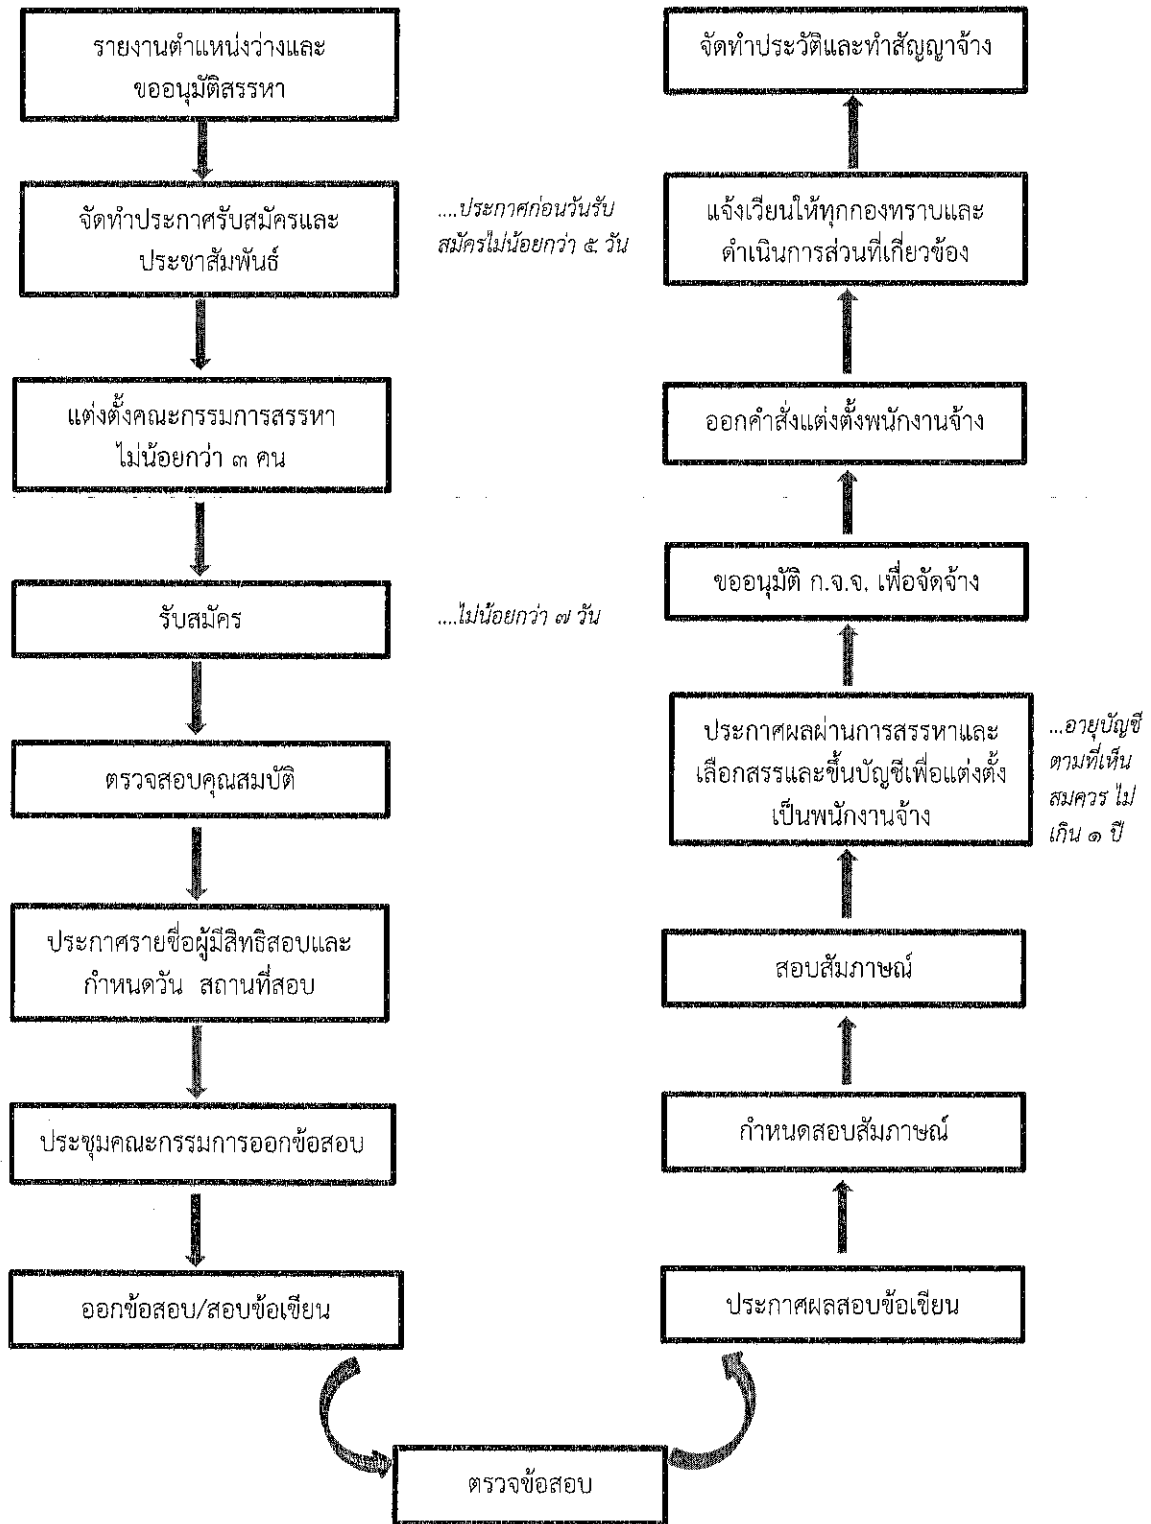 รายงานตำแหน่งว่างและ
ขออนุมัติสรรหา
จัดทำประกาศรับสมัครและ
ประชาสัมพันธ์
....ประกาศก่อนวันรับ
สมัครไม่น้อยกว่า ๕ วัน
แต่งตั้งคณะกรรมการสรรหา
ไม่น้อยกว่า ๓ คน
รับสมัคร
....ไม่น้อยกว่า ๗ วัน
ตรวจสอบคุณสมบัติ
ประกาศรายชื่อผู้มีสิทธิสอบและ
กำหนดวัน สถานที่สอบ
ประชุมคณะกรรมการออกข้อสอบ
ออกข้อสอบ/สอบข้อเขียน
ตรวจข้อสอบ
ประกาศผลสอบข้อเขียน
กำหนดสอบสัมภาษณ์
สอบสัมภาษณ์
ประกาศผลผ่านการสรรหาและ
เลือกสรรและขึ้นบัญชีเพื่อแต่งตั้ง
เป็นพนักงานจ้าง
...อายุบัญชี
ตามที่เห็น
สมควร ไม่
เกิน ๑ ปี
ขออนุมัติ ก.จ.จ. เพื่อจัดจ้าง
ออกคำสั่งแต่งตั้งพนักงานจ้าง
แจ้งเวียนให้ทุกกองทราบและ
ดำเนินการส่วนที่เกี่ยวข้อง
จัดทำประวัติและทำสัญญาจ้าง